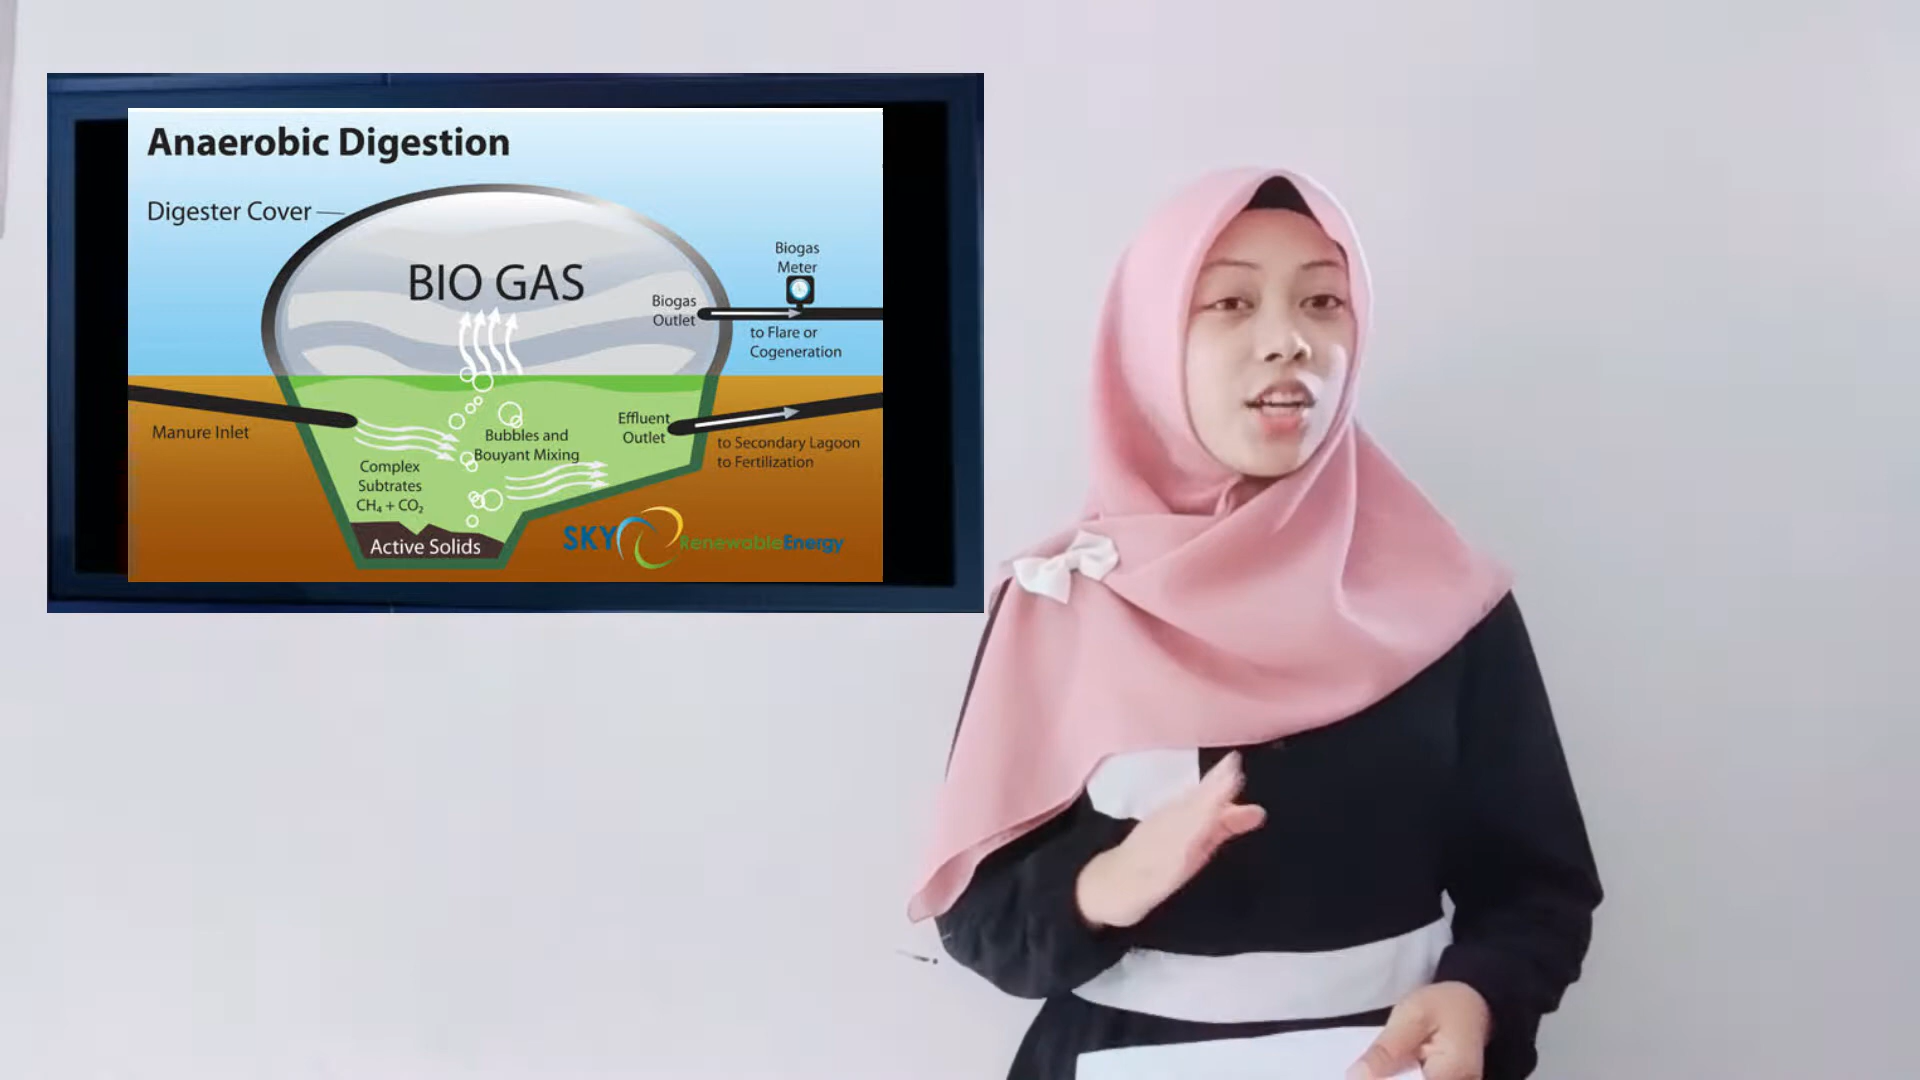 Anaerobic Digestion
Digester Cover
BIO GAS
Biogas
Meter
Biogas
Outlet
to Flare or
Cogeneration
Manure Inlet
Effluent
Outlet
to Secondary Lagoon
to Fertilization
Bubbles and
Bouyant Mixing
Complex
Subtrates
CH₄ + CO₂
Active Solids
SKY RenewableEnergy